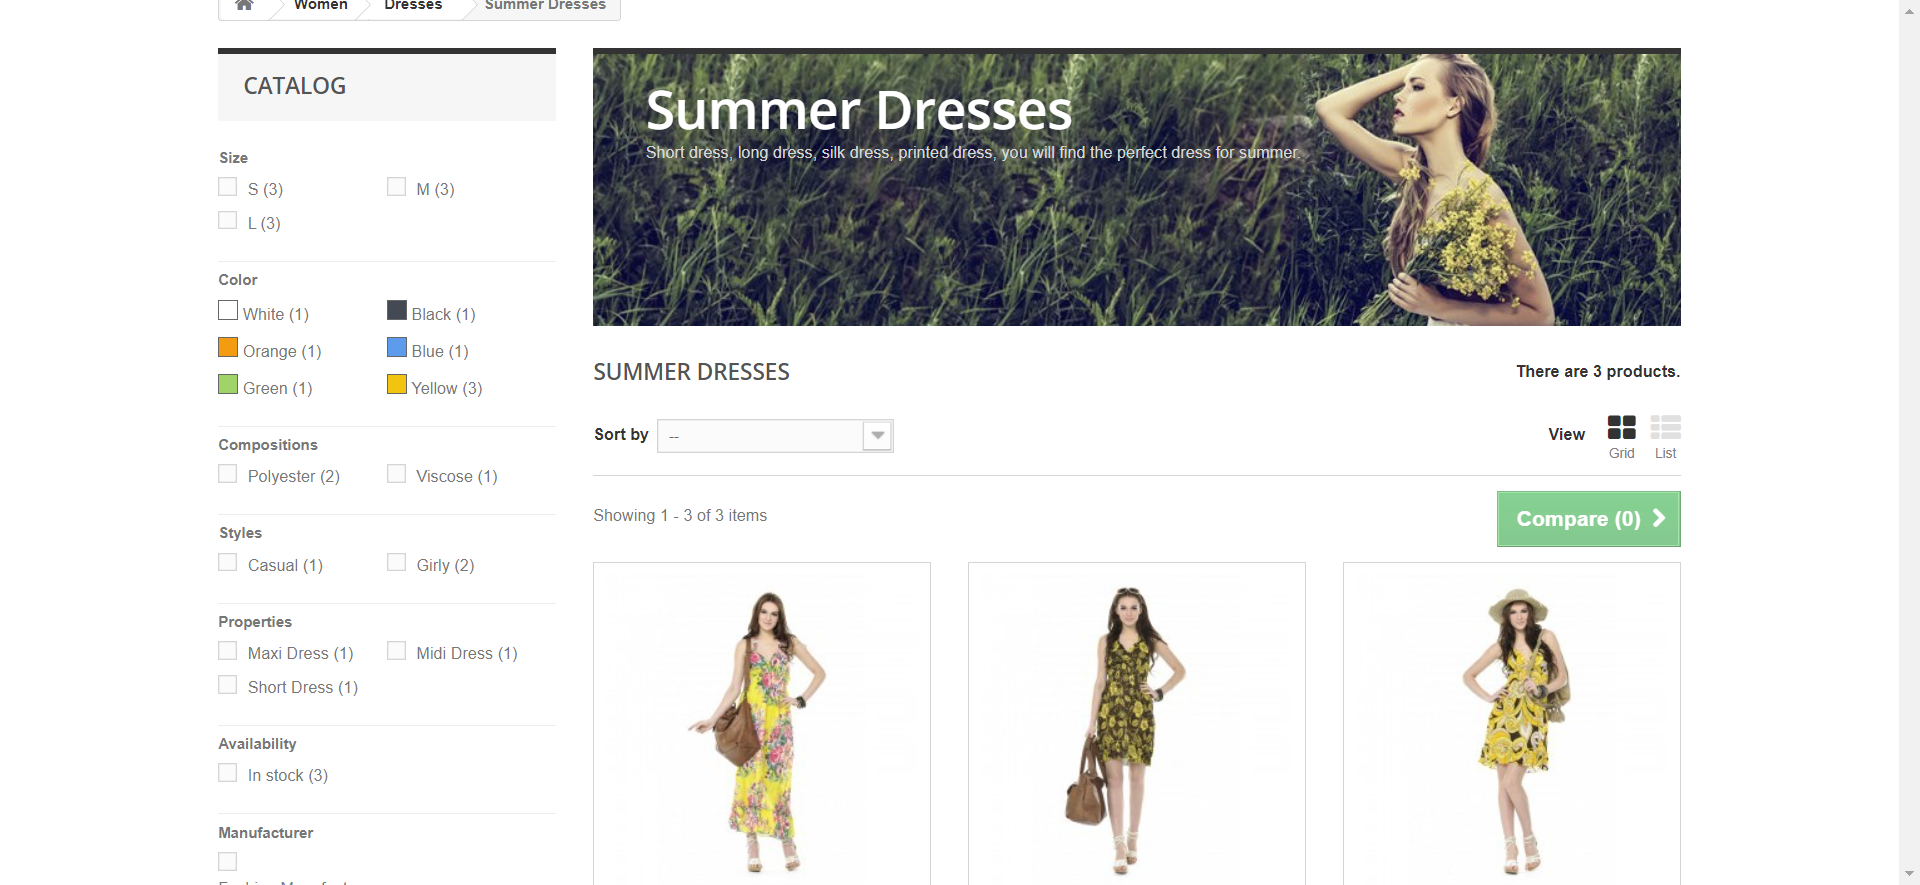 Women
Dresses
Summer Dresses
CATALOG
Size
S (3)
M (3)
L (3)
Color
White (1)
Black (1)
Orange (1)
Blue (1)
Green (1)
Yellow (3)
Compositions
Polyester (2)
Viscose (1)
Styles
Casual (1)
Girly (2)
Properties
Maxi Dress (1)
Midi Dress (1)
Short Dress (1)
Availability
In stock (3)
Manufacturer
Summer Dresses
Short dress, long dress, silk dress, printed dress, you will find the perfect dress for summer.
SUMMER DRESSES
There are 3 products.
Sort by
--
View
Grid
List
Showing 1 - 3 of 3 items
Compare (0)